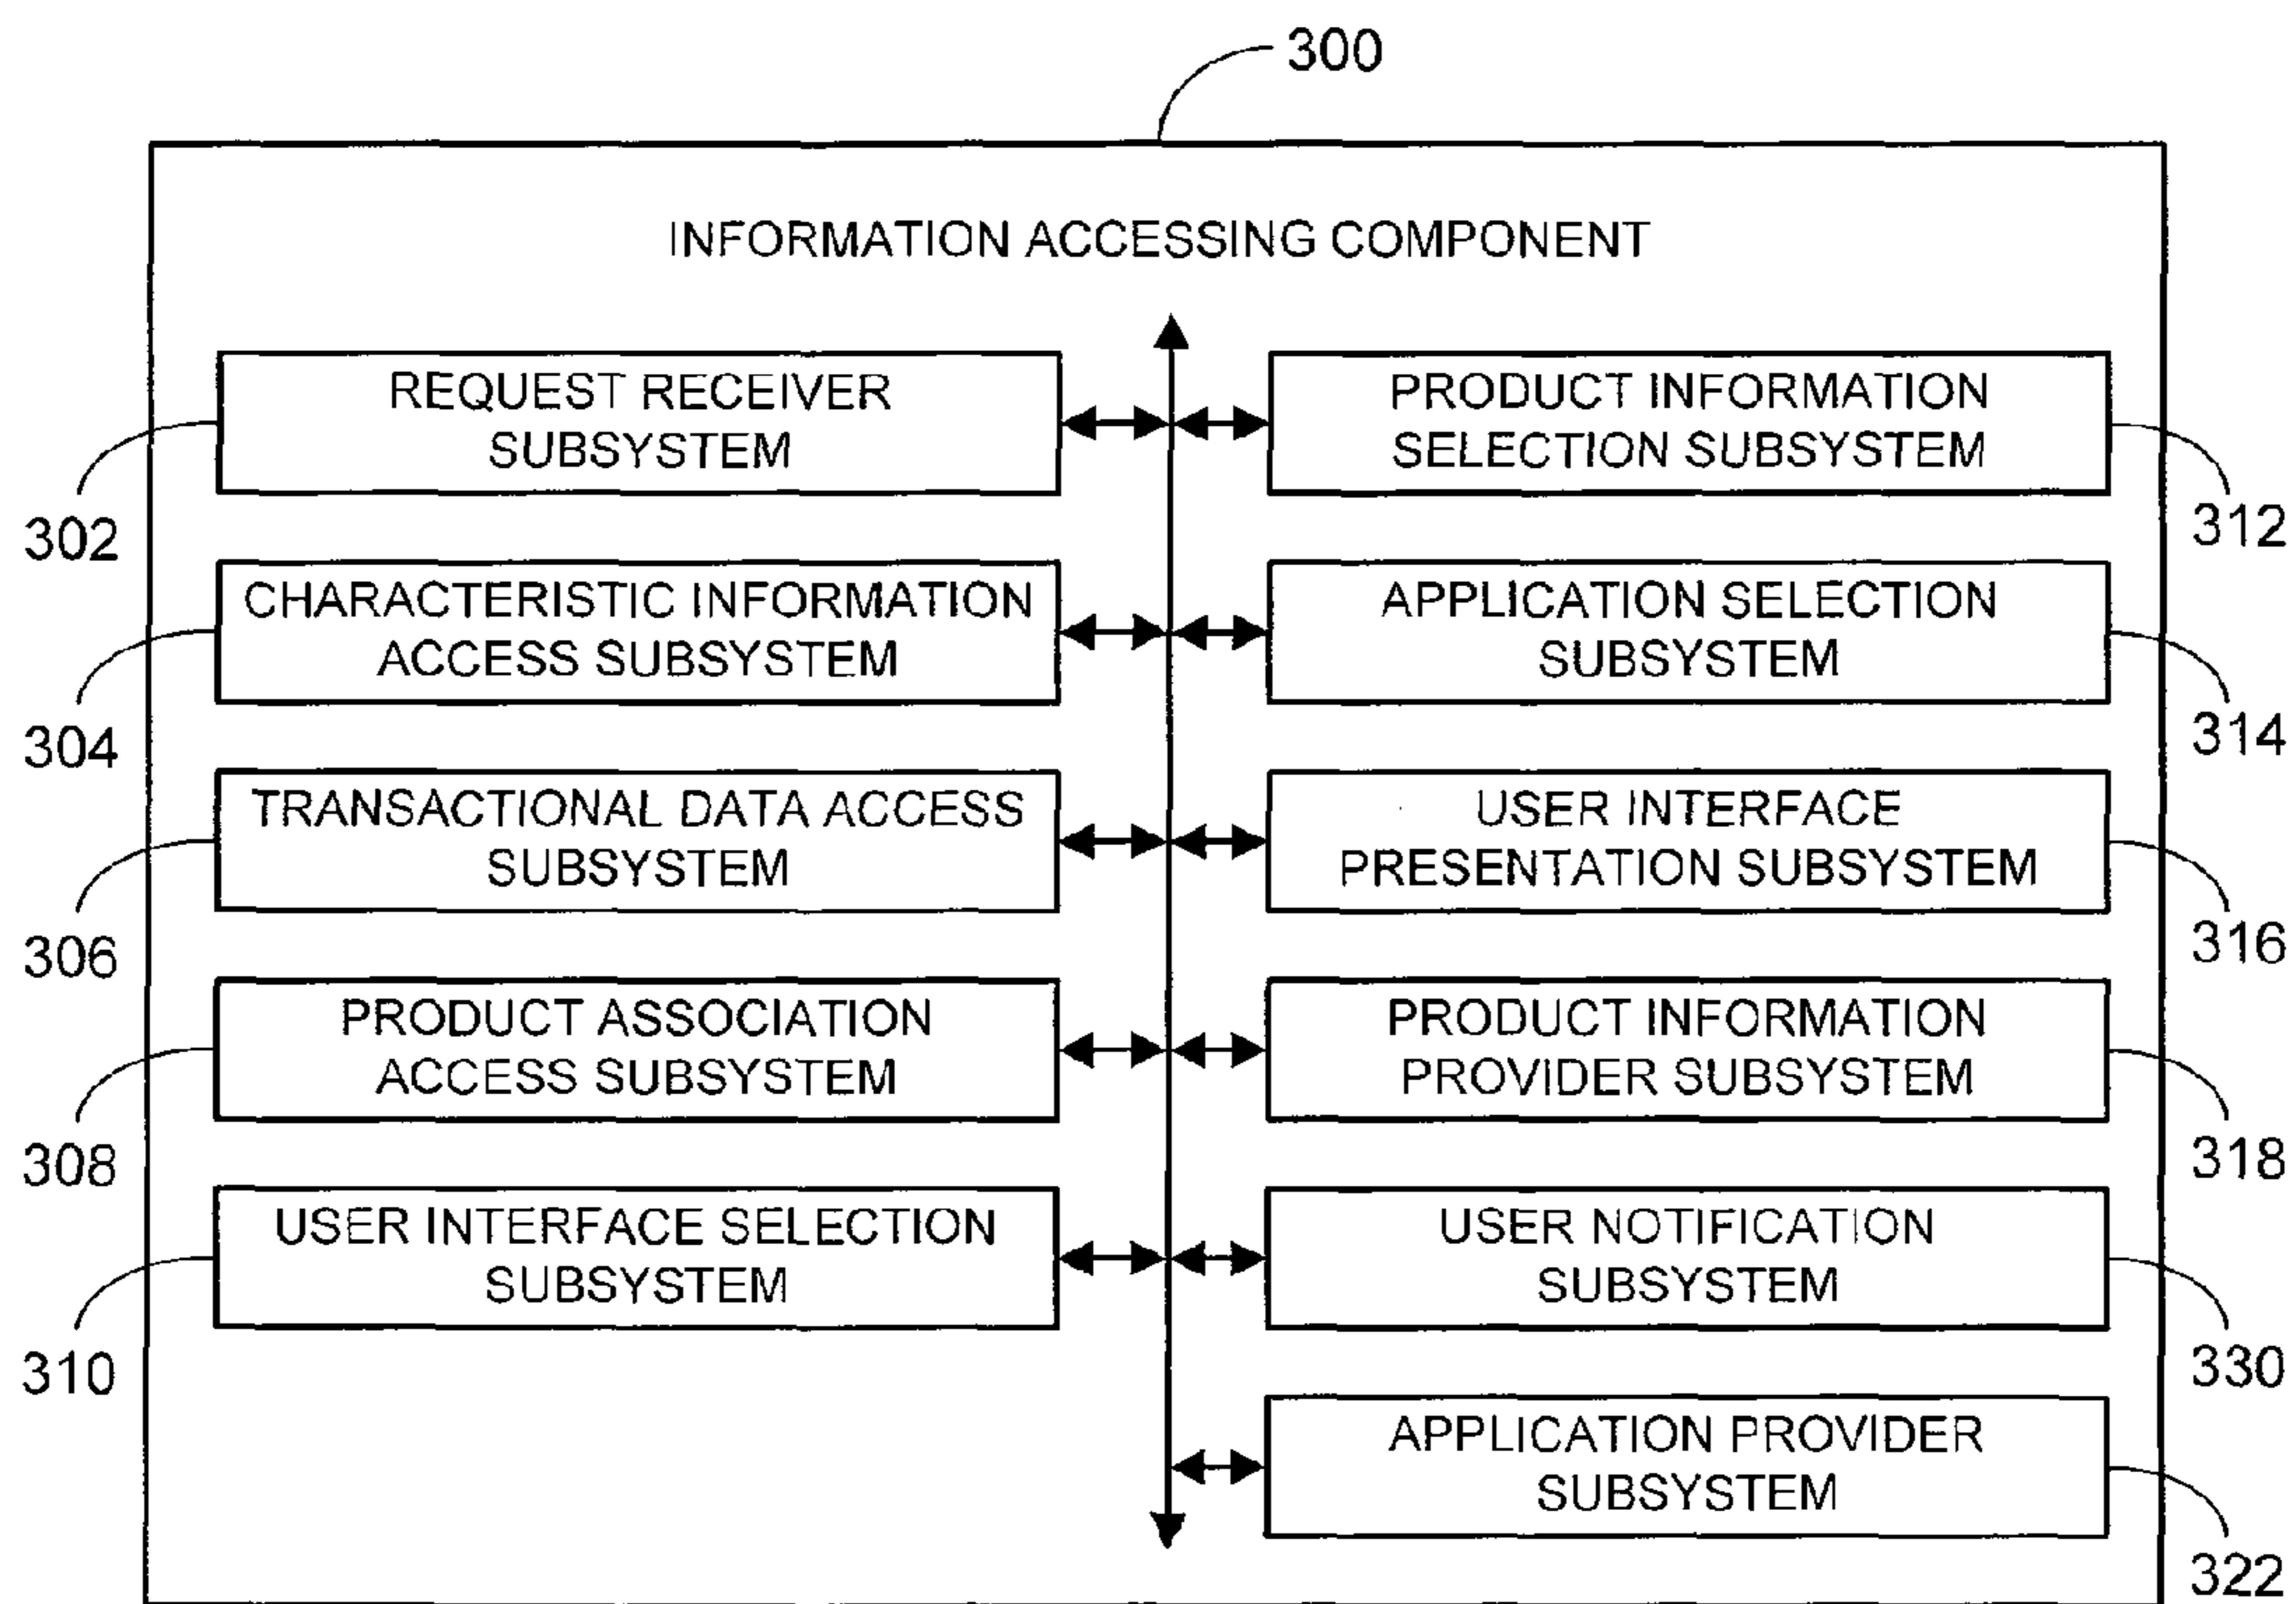 300
INFORMATION ACCESSING COMPONENT
REQUEST RECEIVER
SUBSYSTEM
302
CHARACTERISTIC INFORMATION
ACCESS SUBSYSTEM
304
TRANSACTIONAL DATA ACCESS
SUBSYSTEM
306
PRODUCT ASSOCIATION
ACCESS SUBSYSTEM
308
USER INTERFACE SELECTION
SUBSYSTEM
310
PRODUCT INFORMATION
SELECTION SUBSYSTEM
312
APPLICATION SELECTION
SUBSYSTEM
314
USER INTERFACE
PRESENTATION SUBSYSTEM
316
PRODUCT INFORMATION
PROVIDER SUBSYSTEM
318
USER NOTIFICATION
SUBSYSTEM
330
APPLICATION PROVIDER
SUBSYSTEM
322